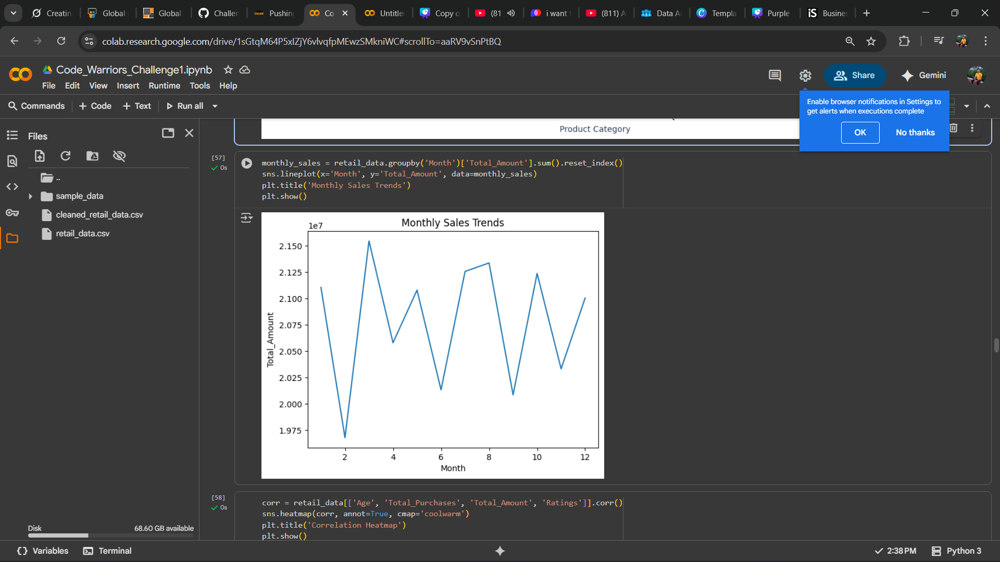 Creatin
Global
Global
Challen
Pushing
Co
Untitle
Copy o
(81
i want
(811) A
Data A
Templa
Purple
Busine
colab.research.google.com/drive/1sGtqM64P5xIZjY6vlvqfpMEwzSMkniWC#scrollTo=aaRV9vSnPtBQ
Code_Warriors_Challenge1.ipynb
File Edit View Insert Runtime Tools Help
Share
Gemini
Commands + Code + Text Run all
Enable browser notifications in Settings to
get alerts when executions complete
OK No thanks
Files
..
sample_data
cleaned_retail_data.csv
retail_data.csv
Disk 68.60 GB available
Product Category
[57]
0s
monthly_sales = retail_data.groupby('Month')['Total_Amount'].sum().reset_index()
sns.lineplot(x='Month', y='Total_Amount', data=monthly_sales)
plt.title('Monthly Sales Trends')
plt.show()
Monthly Sales Trends
1e7
2.150
2.125
2.100
2.075
2.050
2.025
2.000
1.975
Total_Amount
2 4 6 8 10 12
Month
[58]
0s
corr = retail_data[['Age', 'Total_Purchases', 'Total_Amount', 'Ratings']].corr()
sns.heatmap(corr, annot=True, cmap='coolwarm')
plt.title('Correlation Heatmap')
plt.show()
Variables
Terminal
2:38 PM
Python 3